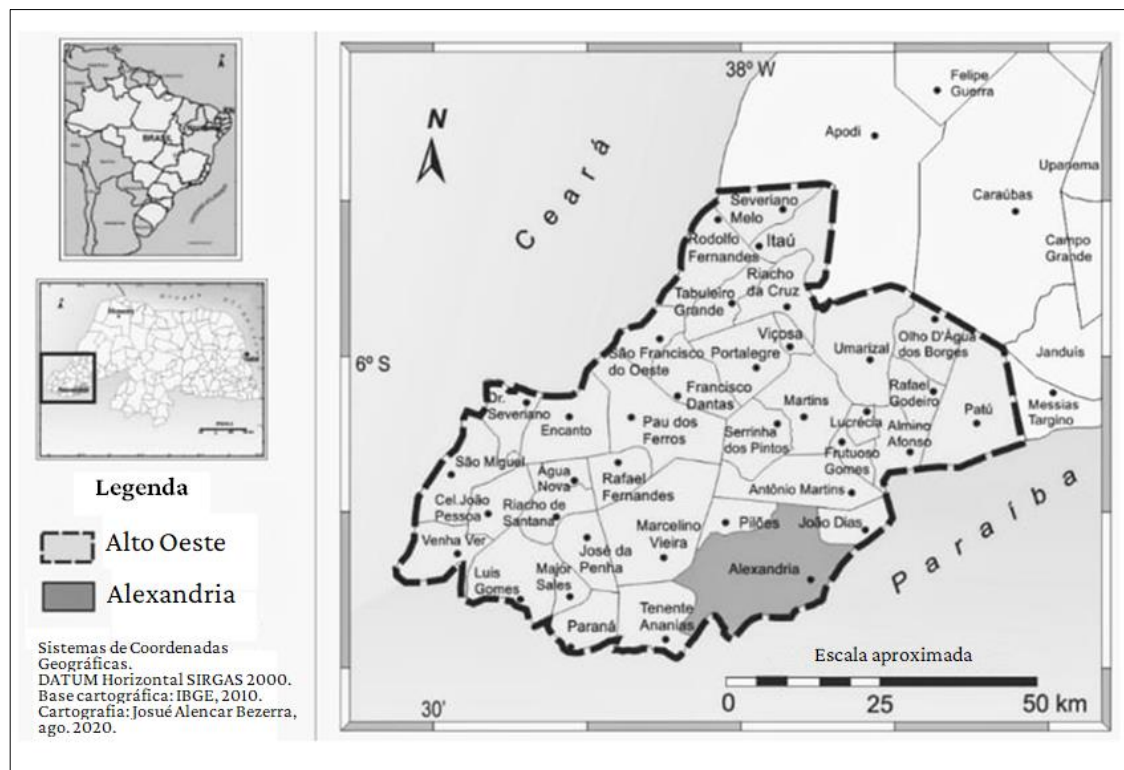 BRASIL
Legenda
Alto Oeste
Alexandria
Sistemas de Coordenadas
Geográficas.
DATUM Horizontal SIRGAS 2000.
Base cartográfica: IBGE, 2010.
Cartografia: Josué Alencar Bezerra,
ago. 2020.
38º W
6º S
30'
N
Ceará
Paraíba
Felipe
Guerra
Apodi
Upanema
Caraúbas
Campo
Grande
Severiano
Melo
Rodolfo
Fernandes
Itaú
Riacho
da Cruz
Tabuleiro
Grande
Viçosa
Olho D'Água
dos Borges
Umarizal
Janduís
São Francisco
do Oeste
Portalegre
Francisco
Dantas
Rafael
Godeiro
Messias
Targino
Dr.
Severiano
Encanto
Pau dos
Ferros
Martins
Serrinha
dos Pintos
Lucrécia
Almino
Afonso
Patú
Frutuoso
Gomes
São Miguel
Água
Nova
Rafael
Fernandes
Antônio Martins
Cel.João
Pessoa
Riacho de
Santana
Marcelino
Vieira
Pilões
João Dias
Venha Ver
José da
Penha
Luis
Gomes
Major
Sales
Alexandria
Paraná
Tenente
Ananias
Escala aproximada
0 25 50 km